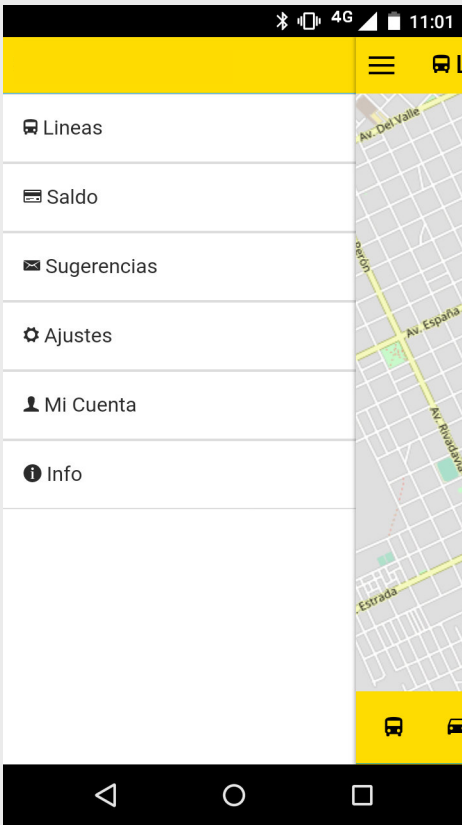 4G 11:01
L
Lineas
Saldo
Sugerencias
Ajustes
Mi Cuenta
Info
Av. Del Valle
Perón
Av. España
Av. Rivadavia
Estrada